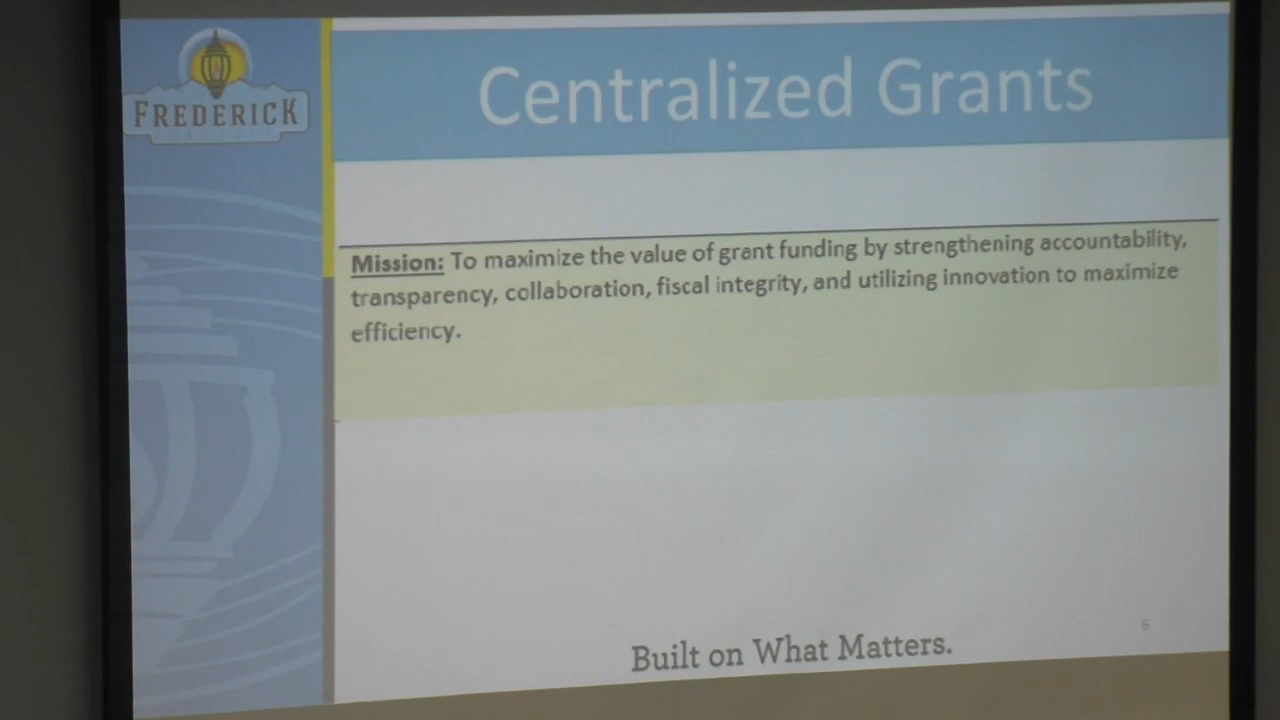 FREDERICK
Centralized Grants
Mission: To maximize the value of grant funding by strengthening accountability,
transparency, collaboration, fiscal integrity, and utilizing innovation to maximize
efficiency.
6
Built on What Matters.